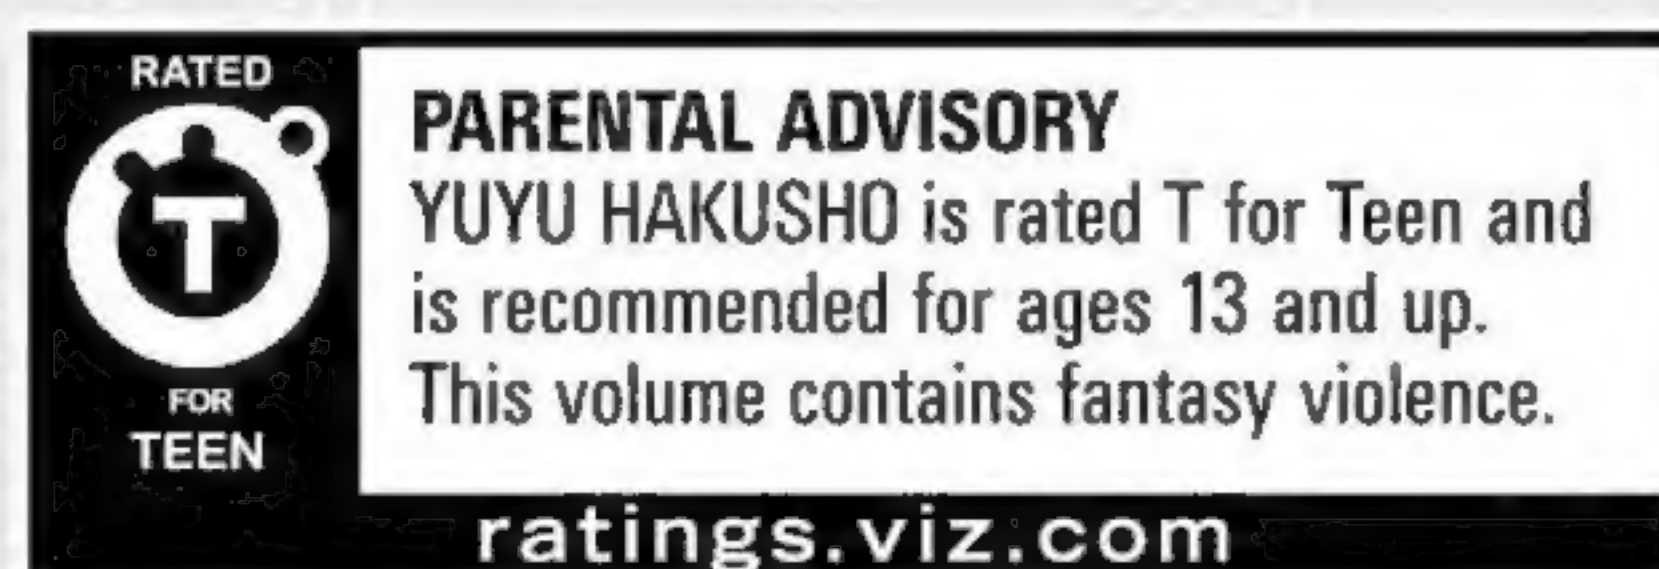 RATED
T
FOR
TEEN
PARENTAL ADVISORY
YUYU HAKUSHO is rated T for Teen and
is recommended for ages 13 and up.
This volume contains fantasy violence.
ratings.viz.com